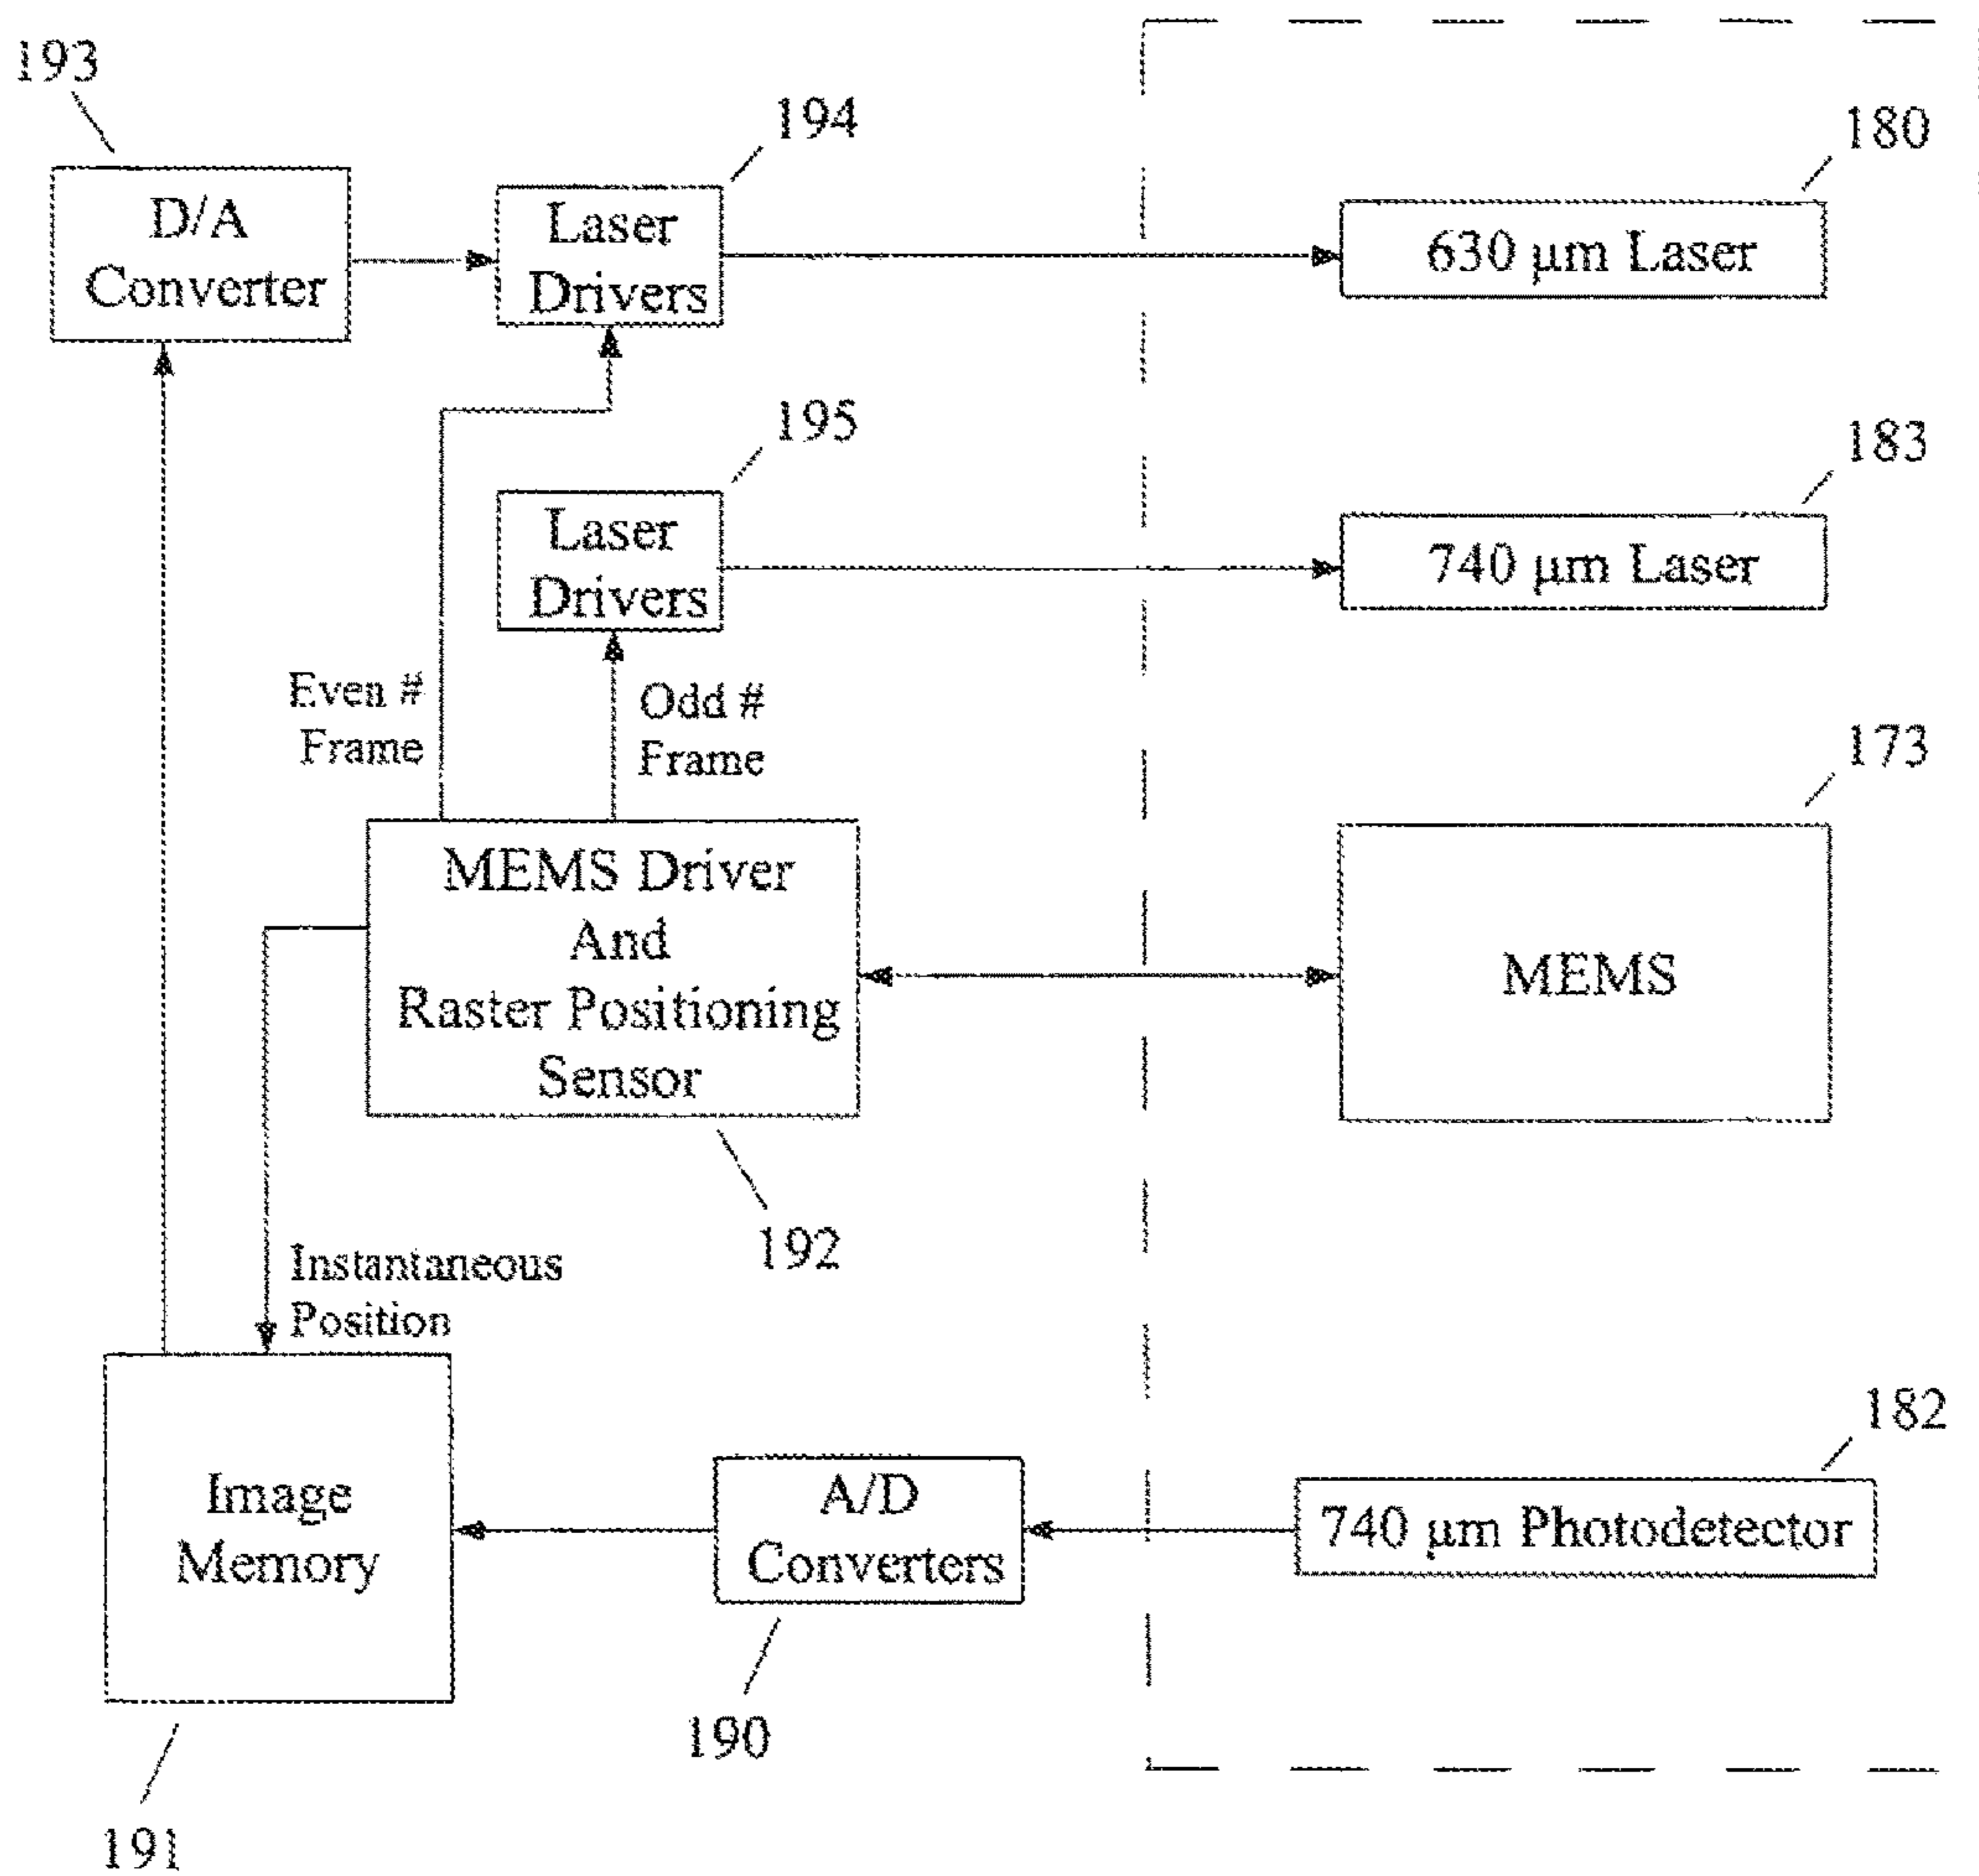 193
194
180
D/A
Converter
Laser
Drivers
630 μm Laser
195
183
Laser
Drivers
740 μm Laser
Even #
Frame
Odd #
Frame
173
MEMS Driver
And
Raster Positioning
Sensor
MEMS
192
Instantaneous
Position
182
Image
Memory
A/D
Converters
740 μm Photodetector
190
191